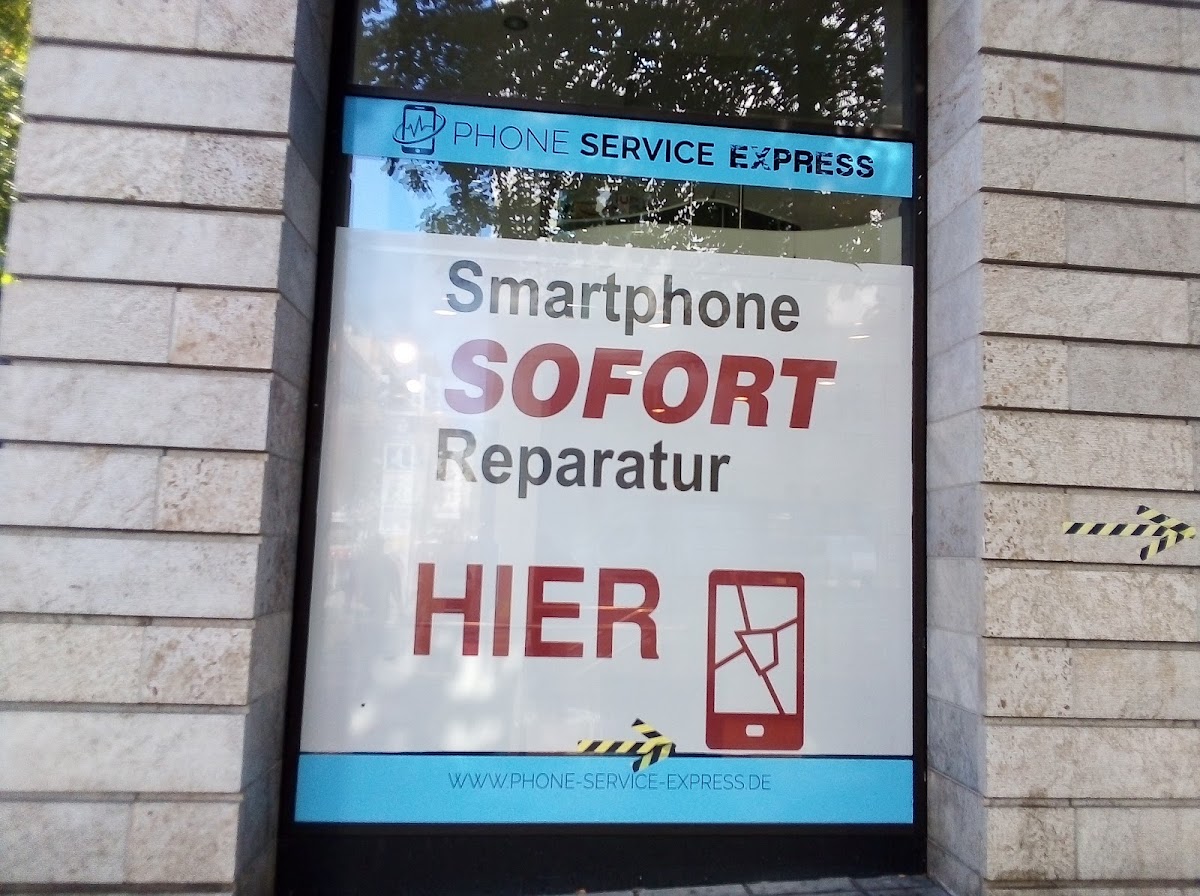 PHONE SERVICE EXPRESS
Smartphone
SOFORT
Reparatur
HIER
WWW.PHONE-SERVICE-EXPRESS.DE